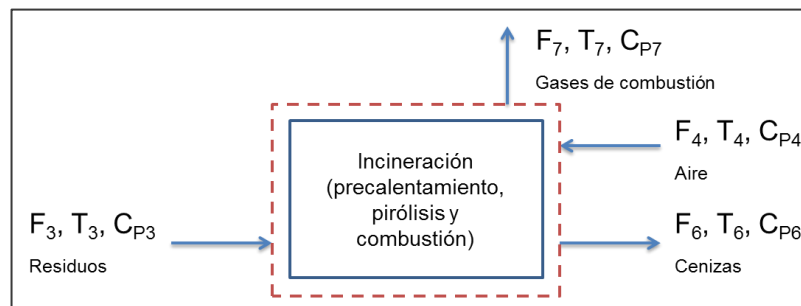 F7, T7, CP7
Gases de combustión
F4, T4, CP4
Aire
Incineración
(precalentamiento,
pirólisis y
combustión)
F3, T3, CP3
Residuos
F6, T6, CP6
Cenizas